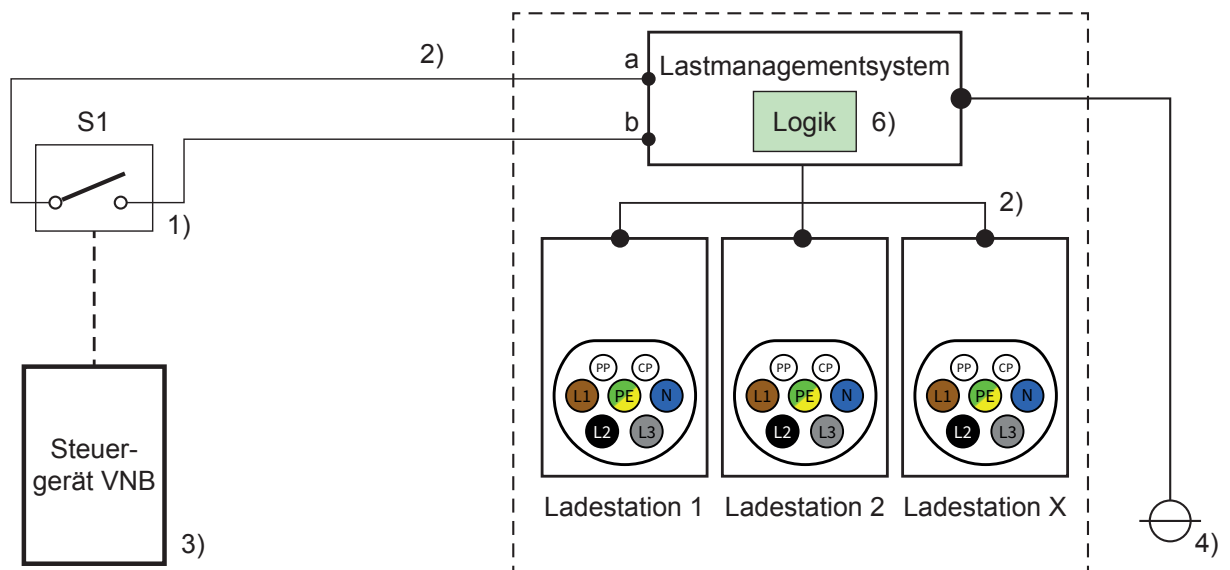 2)
a
Lastmanagementsystem
S1
b
Logik
6)
1)
2)
PP CP
L1 PE N
L2 L3
PP CP
L1 PE N
L2 L3
PP CP
L1 PE N
L2 L3
Steuer-
gerät VNB
3)
Ladestation 1
Ladestation 2
Ladestation X
4)